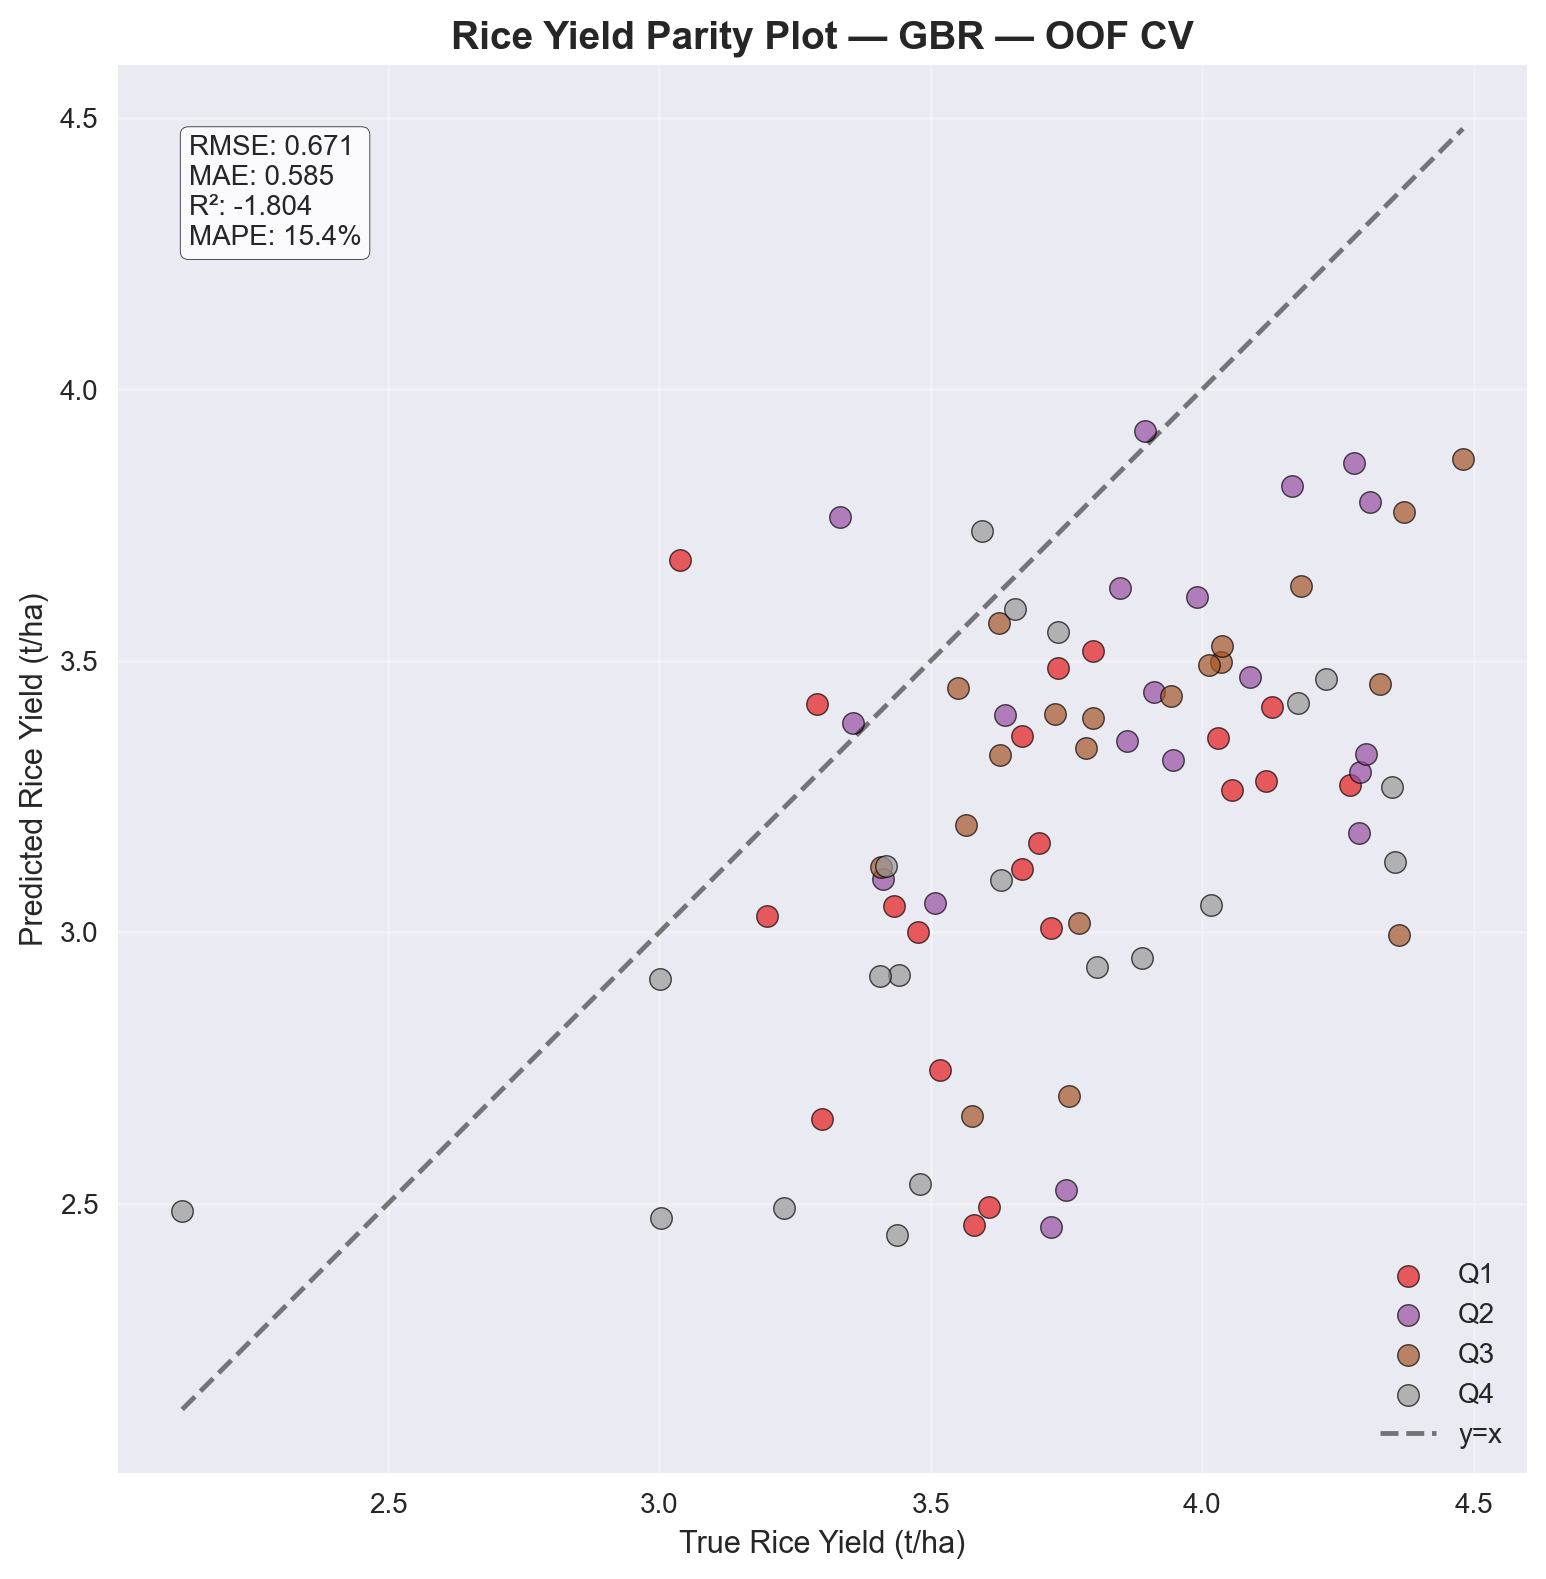 Rice Yield Parity Plot — GBR — OOF CV
RMSE: 0.671
MAE: 0.585
R²: -1.804
MAPE: 15.4%
Predicted Rice Yield (t/ha)
4.5
4.0
3.5
3.0
2.5
Q1
Q2
Q3
Q4
y=x
2.5 3.0 3.5 4.0 4.5
True Rice Yield (t/ha)